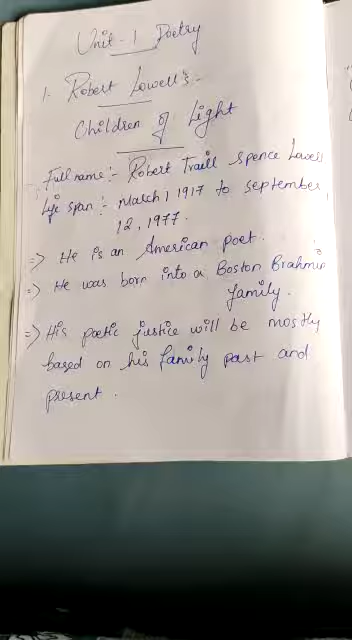 Unit - 1 Poetry
1. Robert Lowell's :-
Children of Light
Full name :- Robert Traill Spence Lowell
Life span :- March 1 1917 to September
12, 1977.
=> He is an American poet.
=> He was born into a Boston Brahmin
family.
=> His poetic justice will be mostly
based on his family past and
present.